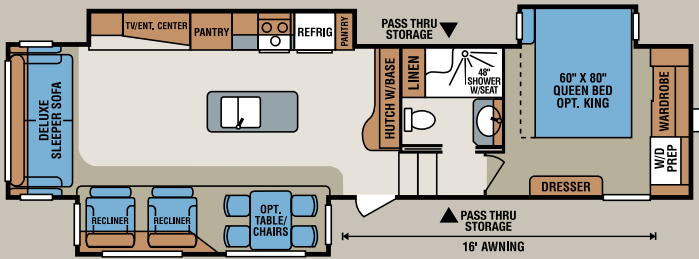 TV/ENT. CENTER
PANTRY
REFRIG
PANTRY
PASS THRU
STORAGE
DELUXE
SLEEPER SOFA
HUTCH W/BASE
LINEN
48"
SHOWER
W/SEAT
60" X 80"
QUEEN BED
OPT. KING
WARDROBE
W/D
PREP
DRESSER
RECLINER
RECLINER
OPT.
TABLE/
CHAIRS
PASS THRU
STORAGE
16' AWNING